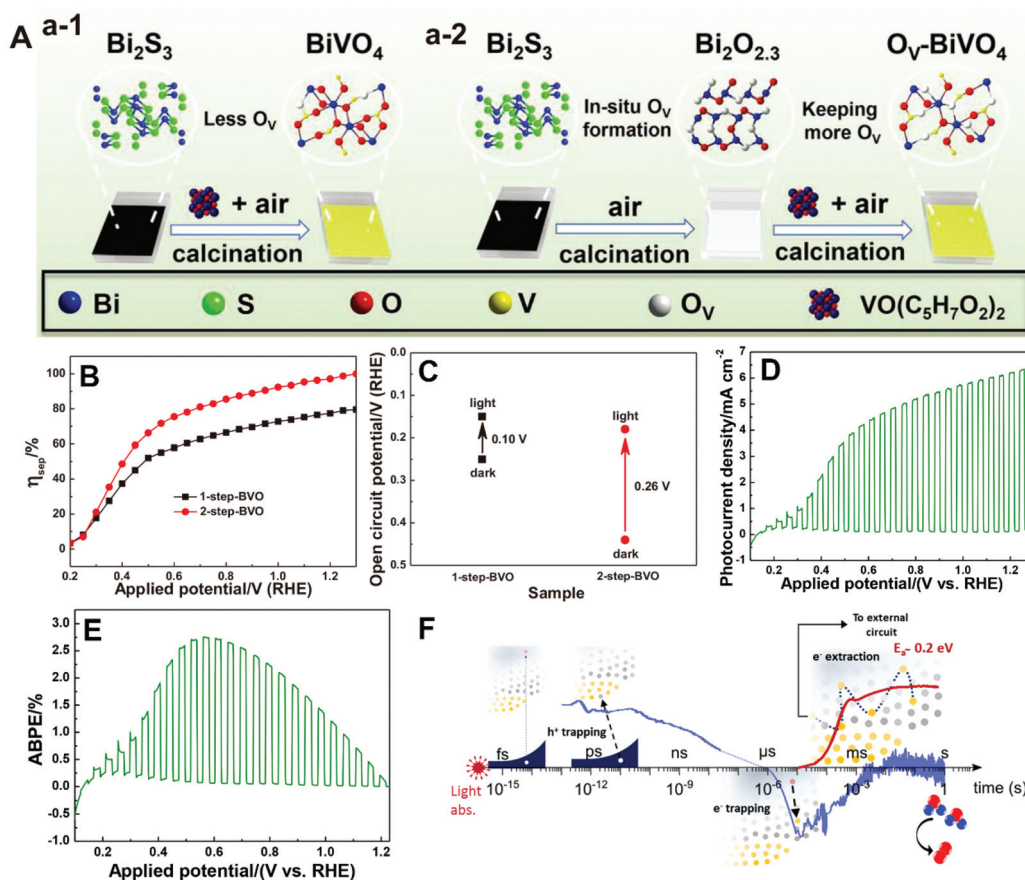 A
a-1
Bi2S3
BiVO4
Less OV
+ air
calcination
a-2
Bi2S3
Bi2O2.3
OV-BiVO4
In-situ OV
formation
Keeping
more OV
air
calcination
+ air
calcination
Bi
S
O
V
OV
VO(C5H7O2)2
B
ηsep/%
100
80
60
40
20
0
1-step-BVO
2-step-BVO
0.2 0.4 0.6 0.8 1.0 1.2
Applied potential/V (RHE)
C
Open circuit potential/V (RHE)
0.0
0.1
0.2
0.3
0.4
0.5
light
0.10 V
dark
light
0.26 V
dark
1-step-BVO 2-step-BVO
Sample
D
Photocurrent density/mA cm-2
7
6
5
4
3
2
1
0
-1
0.2 0.4 0.6 0.8 1.0 1.2
Applied potential/(V vs. RHE)
E
ABPE/%
3.0
2.5
2.0
1.5
1.0
0.5
0.0
-0.5
-1.0
0.2 0.4 0.6 0.8 1.0 1.2
Applied potential/(V vs. RHE)
F
To external
circuit
Ea~ 0.2 eV
e- extraction
h+ trapping
fs ps ns µs ms s
Light
abs.
10-15 10-12 10-9 10-6 10-3 1 time (s)
e- trapping